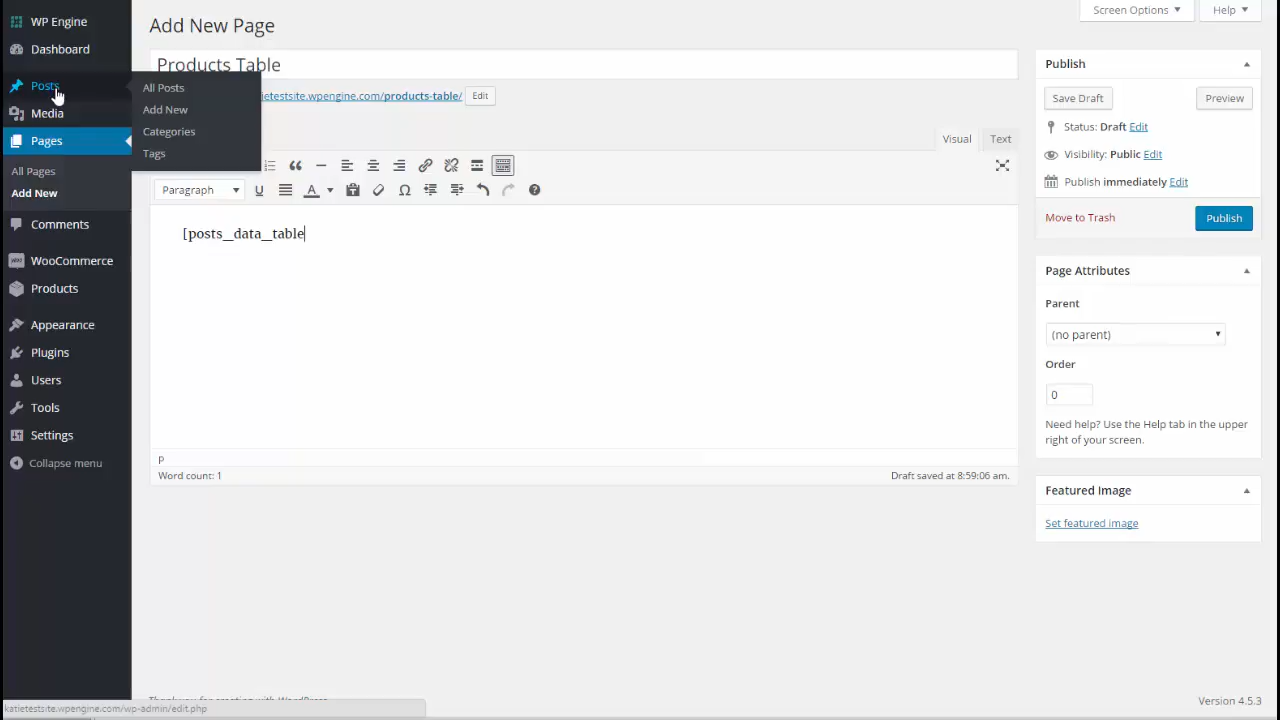 WP Engine
Dashboard
Posts
Media
Pages
All Pages
Add New
Comments
WooCommerce
Products
Appearance
Plugins
Users
Tools
Settings
Collapse menu
All Posts
Add New
Categories
Tags
Screen Options
Help
Add New Page
Products Table
ietestsite.wpengine.com/products-table/ Edit
Visual Text
Paragraph
[posts_data_table
p
Word count: 1
Draft saved at 8:59:06 am.
Publish
Save Draft
Preview
Status: Draft Edit
Visibility: Public Edit
Publish immediately Edit
Move to Trash
Publish
Page Attributes
Parent
(no parent)
Order
0
Need help? Use the Help tab in the upper
right of your screen.
Featured Image
Set featured image
Version 4.5.3
katietestsite.wpengine.com/wp-admin/edit.php